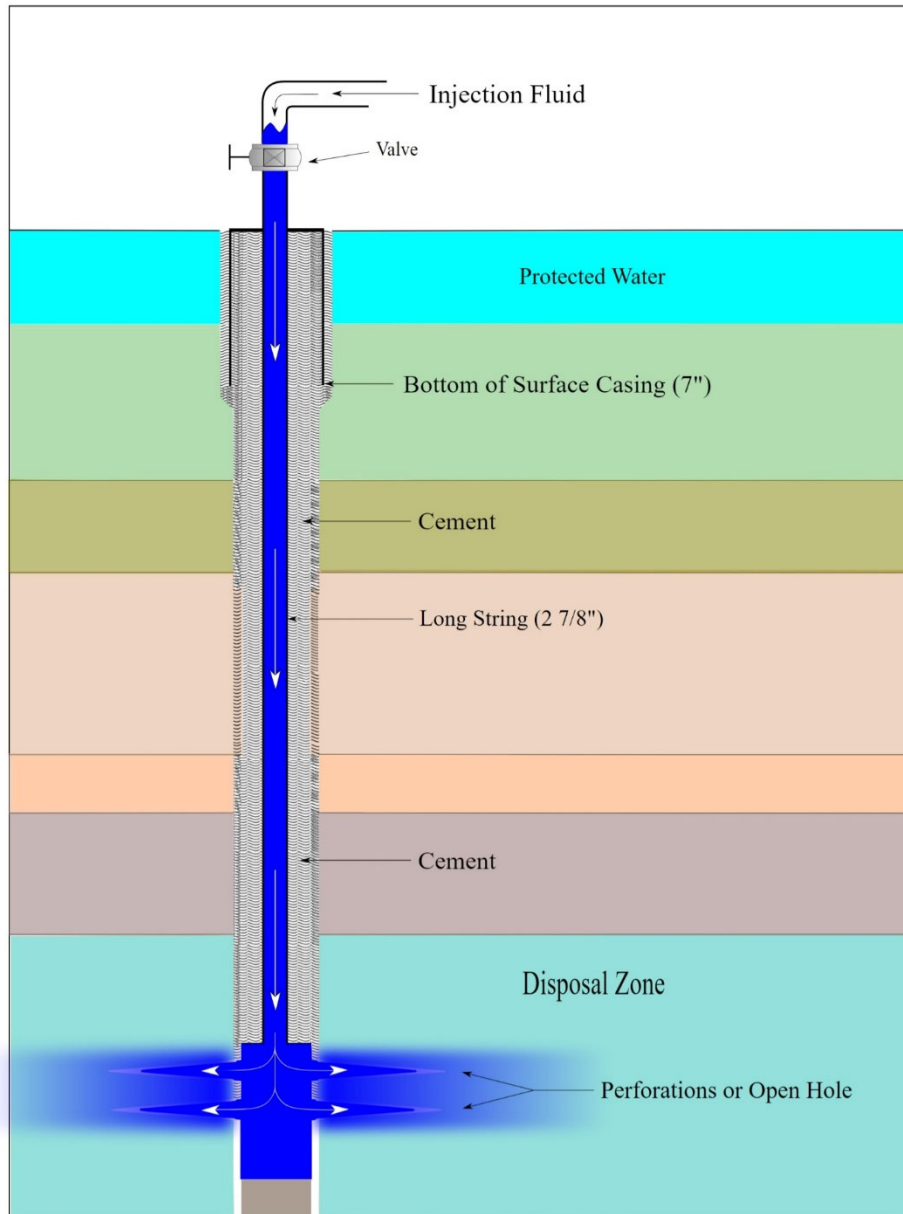 Injection Fluid
Valve
Protected Water
Bottom of Surface Casing (7")
Cement
Long String (2 7/8")
Cement
Disposal Zone
Perforations or Open Hole